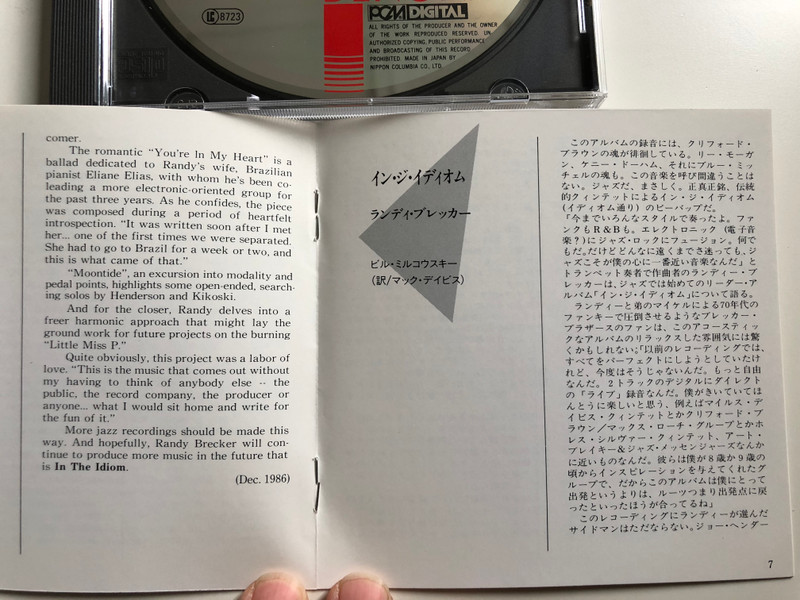 8723
PCM DIGITAL
ALL RIGHTS OF THE PRODUCER AND THE OWNER
OF THE WORK REPRODUCED RESERVED. UN
AUTHORIZED COPYING, PUBLIC PERFORMANCE
AND BROADCASTING OF THIS RECORD
PROHIBITED. MADE IN JAPAN BY
NIPPON COLUMBIA CO., LTD.
comer.
The romantic “You're In My Heart” is a
ballad dedicated to Randy's wife, Brazilian
pianist Eliane Elias, with whom he's been co-
leading a more electronic-oriented group for
the past three years. As he confides, the piece
was composed during a period of heartfelt
introspection. “It was written soon after I met
her... one of the first times we were separated.
She had to go to Brazil for a week or two, and
this is what came of that.”
“Moontide”, an excursion into modality and
pedal points, highlights some open-ended, search-
ing solos by Henderson and Kikoski.
And for the closer, Randy delves into a
freer harmonic approach that might lay the
ground work for future projects on the burning
“Little Miss P.”
Quite obviously, this project was a labor of
love. “This is the music that comes out without
my having to think of anybody else -- the
public, the record company, the producer or
anyone... what I would sit home and write for
the fun of it.”
More jazz recordings should be made this
way. And hopefully, Randy Brecker will con-
tinue to produce more music in the future that
is In The Idiom.
(Dec. 1986)
イン・ジ・イディオム
ランディ・ブレッカー
ビル・ミルコウスキー
(訳/マック・デイビス)
このアルバムの録音には、クリフォード・
ブラウンの魂が徘徊している。リー・モーガ
ン、ケニー・ドーハム、それにブルー・ミッ
チェルの魂も。この音楽を呼び間違うことは
ない。ジャズだ、まさしく。正真正銘、伝統
的クィンテットによるイン・ジ・イディオム
(イディオム通り) のビーバップだ。
「今までいろんなスタイルで奏ったよ。ファ
ンクもR&Bも。エレクトロニック (電子音
楽?) にジャズ・ロックにフュージョン。何で
もだ。だけどどんなに遠くまでさ迷っても、ジ
ャズこそが僕の心に一番近い音楽なんだ」と
トランペット奏者で作曲者のランディー・ブ
レッカーは、ジャズでは始めてのリーダー・ア
ルバム「イン・ジ・イディオム」について語る。
ランディーと弟のマイケルによる70年代の
ファンキーで圧倒させるようなブレッカー・
ブラザースのファンは、このアコースティッ
クなアルバムのリラックスした雰囲気には驚
くかもしれない。「以前のレコーディングでは、
すべてをパーフェクトにしようとしていたけ
れど、今度はそうじゃないんだ。もっと自由
なんだ。2トラックのデジタルにダイレクト
の「ライブ」録音なんだ。僕がきいていては
んとうに楽しいと思う、例えばマイルス・デ
イビス・クィンテットとかクリフォード・ブ
ラウン/マックス・ローチ・グループとかホ
レス・シルヴァー・クィンテット、アート・
ブレイキー&ジャズ・メッセンジャーズなんか
に近いものなんだ。彼らは僕が8歳か9歳の
頃からインスピレーションを与えてくれたグ
ループで、だからこのアルバムは僕にとって
出発というよりは、ルーツつまり出発点に戻
ったといったほうが合ってるね」
このレコーディングにランディーが選んだ
サイドマンはただならない。ジョー・ヘンダー
7